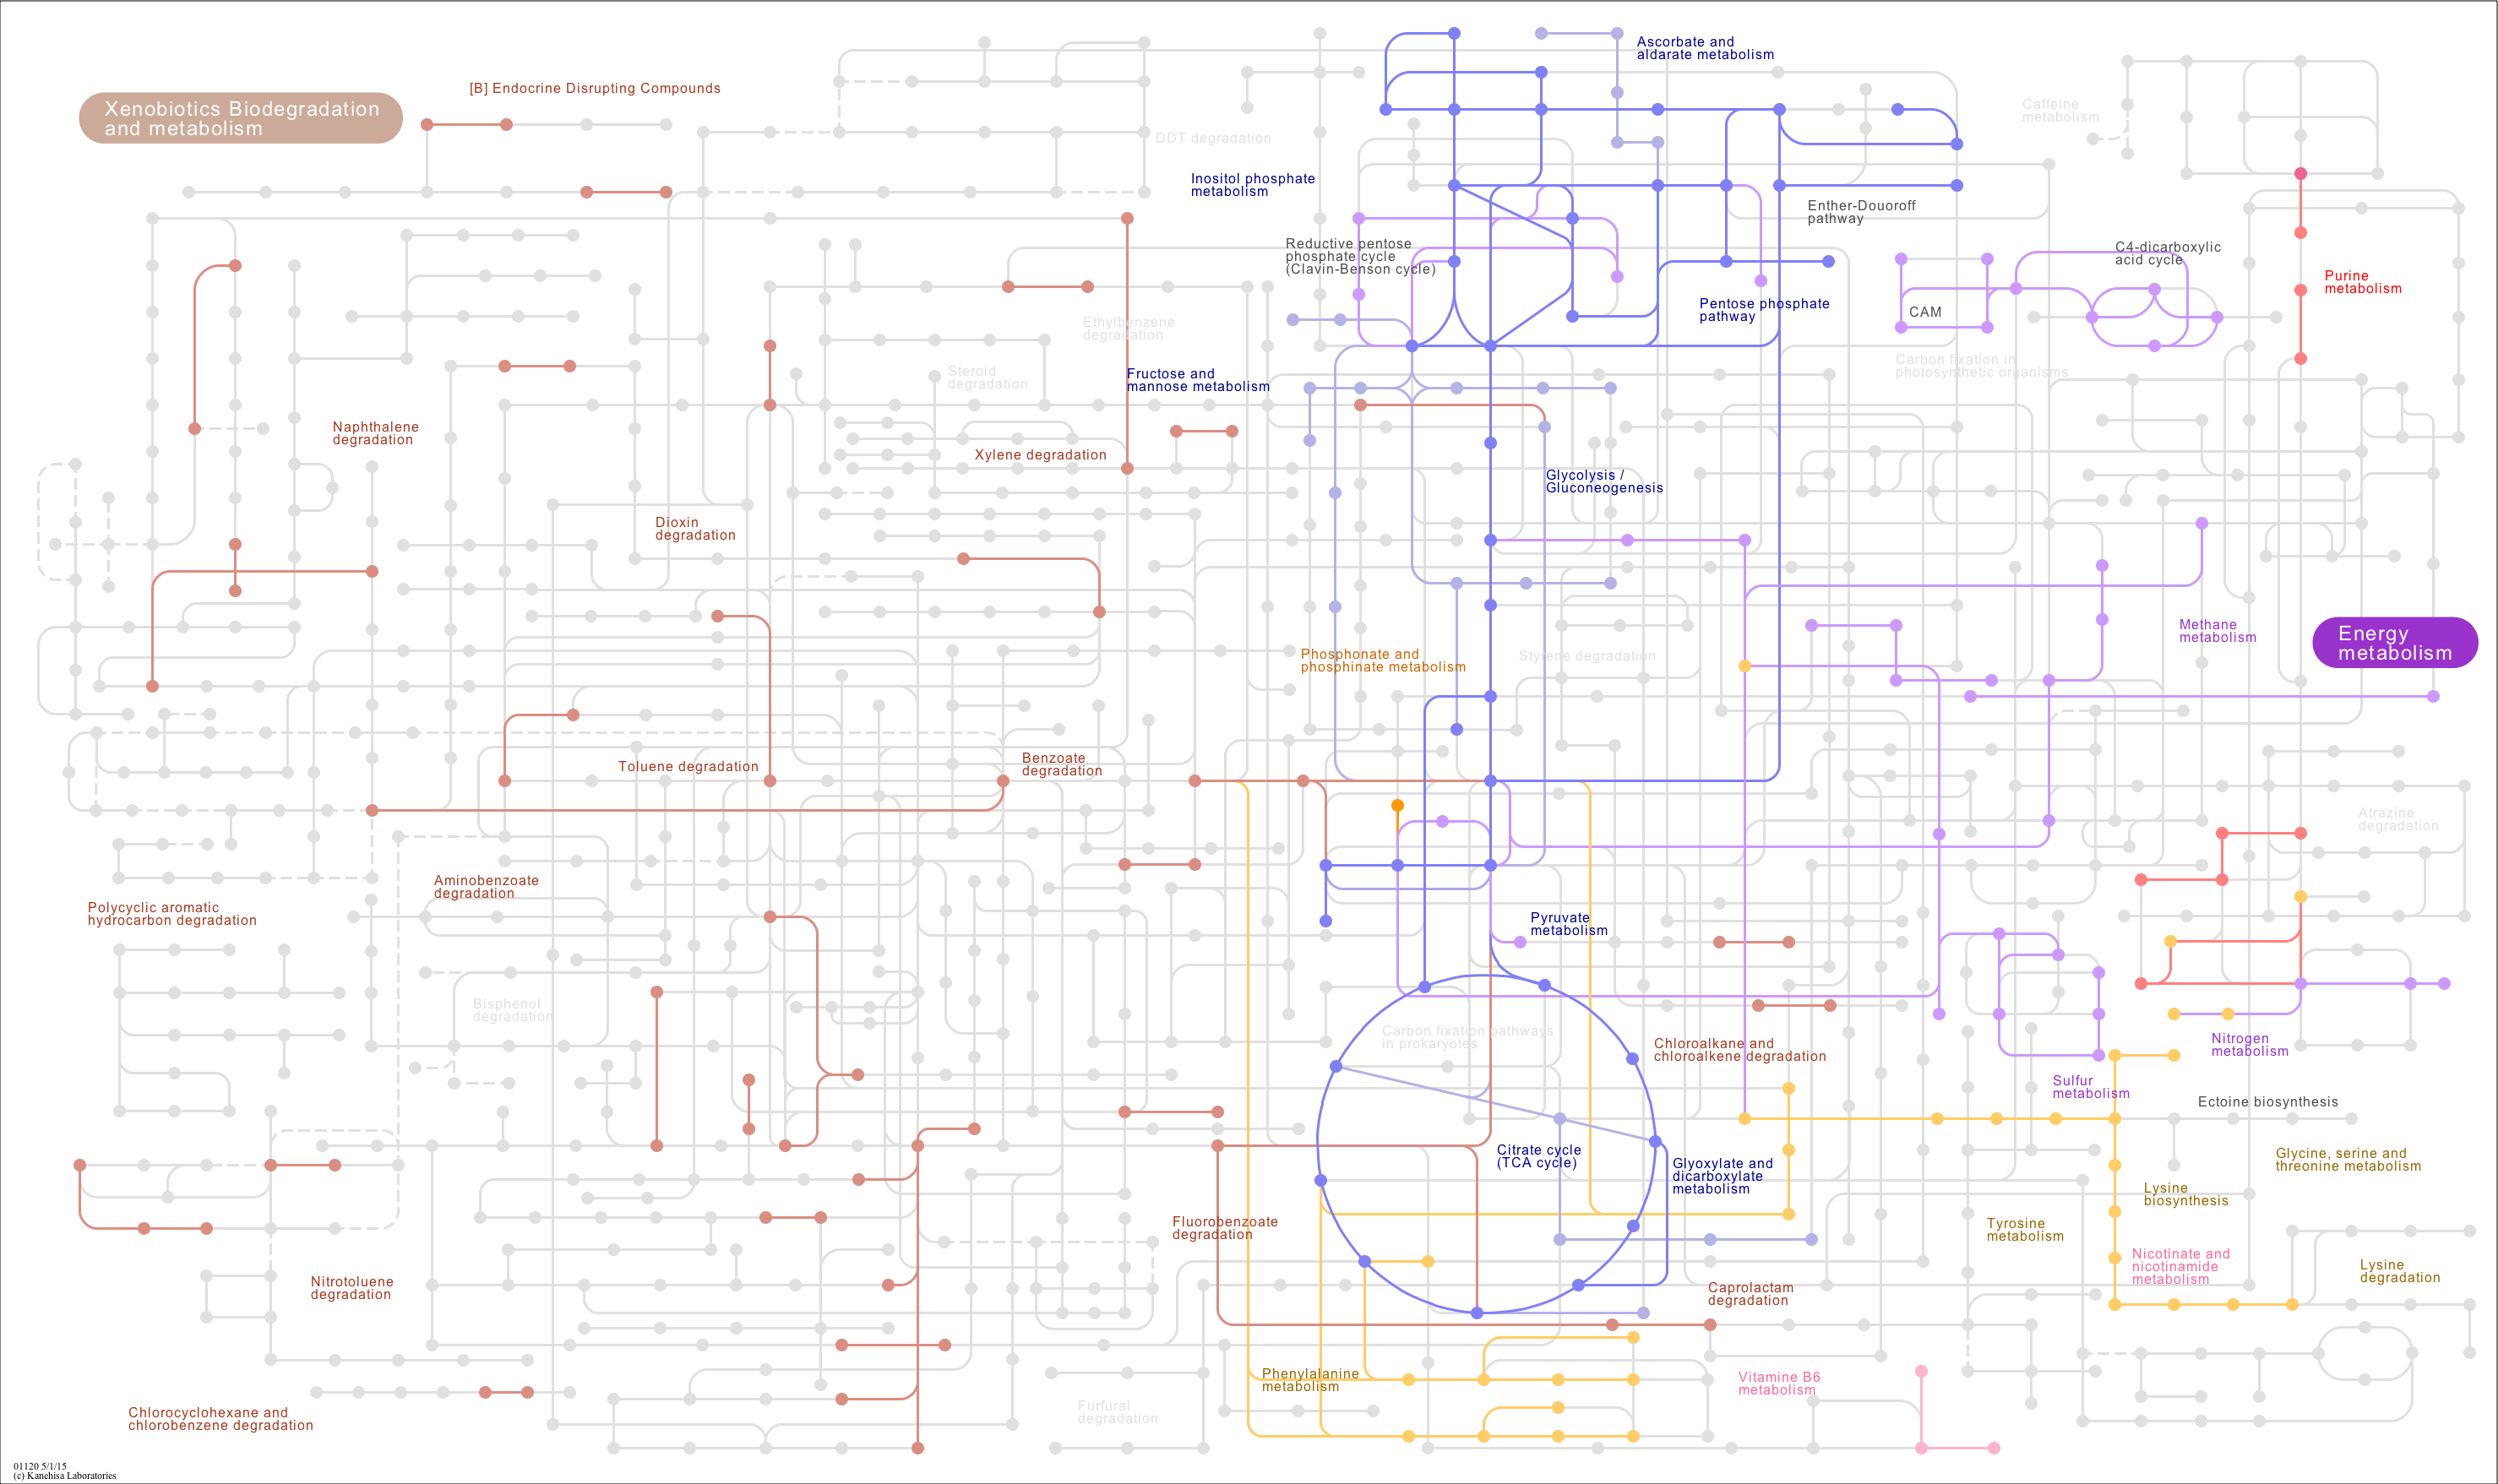 Ascorbate and
aldarate metabolism
[B] Endocrine Disrupting Compounds
Xenobiotics Biodegradation
and metabolism
Caffeine
metabolism
DDT degradation
Inositol phosphate
metabolism
Enther-Douoroff
pathway
Reductive pentose
phosphate cycle
(Clavin-Benson cycle)
C4-dicarboxylic
acid cycle
Purine
metabolism
Pentose phosphate
pathway
CAM
Ethylbenzene
degradation
Carbon fixation in
photosynthetic organisms
Steroid
degradation
Fructose and
mannose metabolism
Naphthalene
degradation
Xylene degradation
Glycolysis /
Gluconeogenesis
Dioxin
degradation
Methane
metabolism
Energy
metabolism
Phosphonate and
phosphinate metabolism
Styrene degradation
Toluene degradation
Benzoate
degradation
Atrazine
degradation
Aminobenzoate
degradation
Polycyclic aromatic
hydrocarbon degradation
Pyruvate
metabolism
Bisphenol
degradation
Carbon fixation pathways
in prokaryotes
Chloroalkane and
chloroalkene degradation
Nitrogen
metabolism
Sulfur
metabolism
Ectoine biosynthesis
Citrate cycle
(TCA cycle)
Glyoxylate and
dicarboxylate
metabolism
Glycine, serine and
threonine metabolism
Lysine
biosynthesis
Fluorobenzoate
degradation
Tyrosine
metabolism
Nicotinate and
nicotinamide
metabolism
Lysine
degradation
Nitrotoluene
degradation
Caprolactam
degradation
Phenylalanine
metabolism
Vitamine B6
metabolism
Furfural
degradation
Chlorocyclohexane and
chlorobenzene degradation
01120 5/1/15
(c) Kanehisa Laboratories